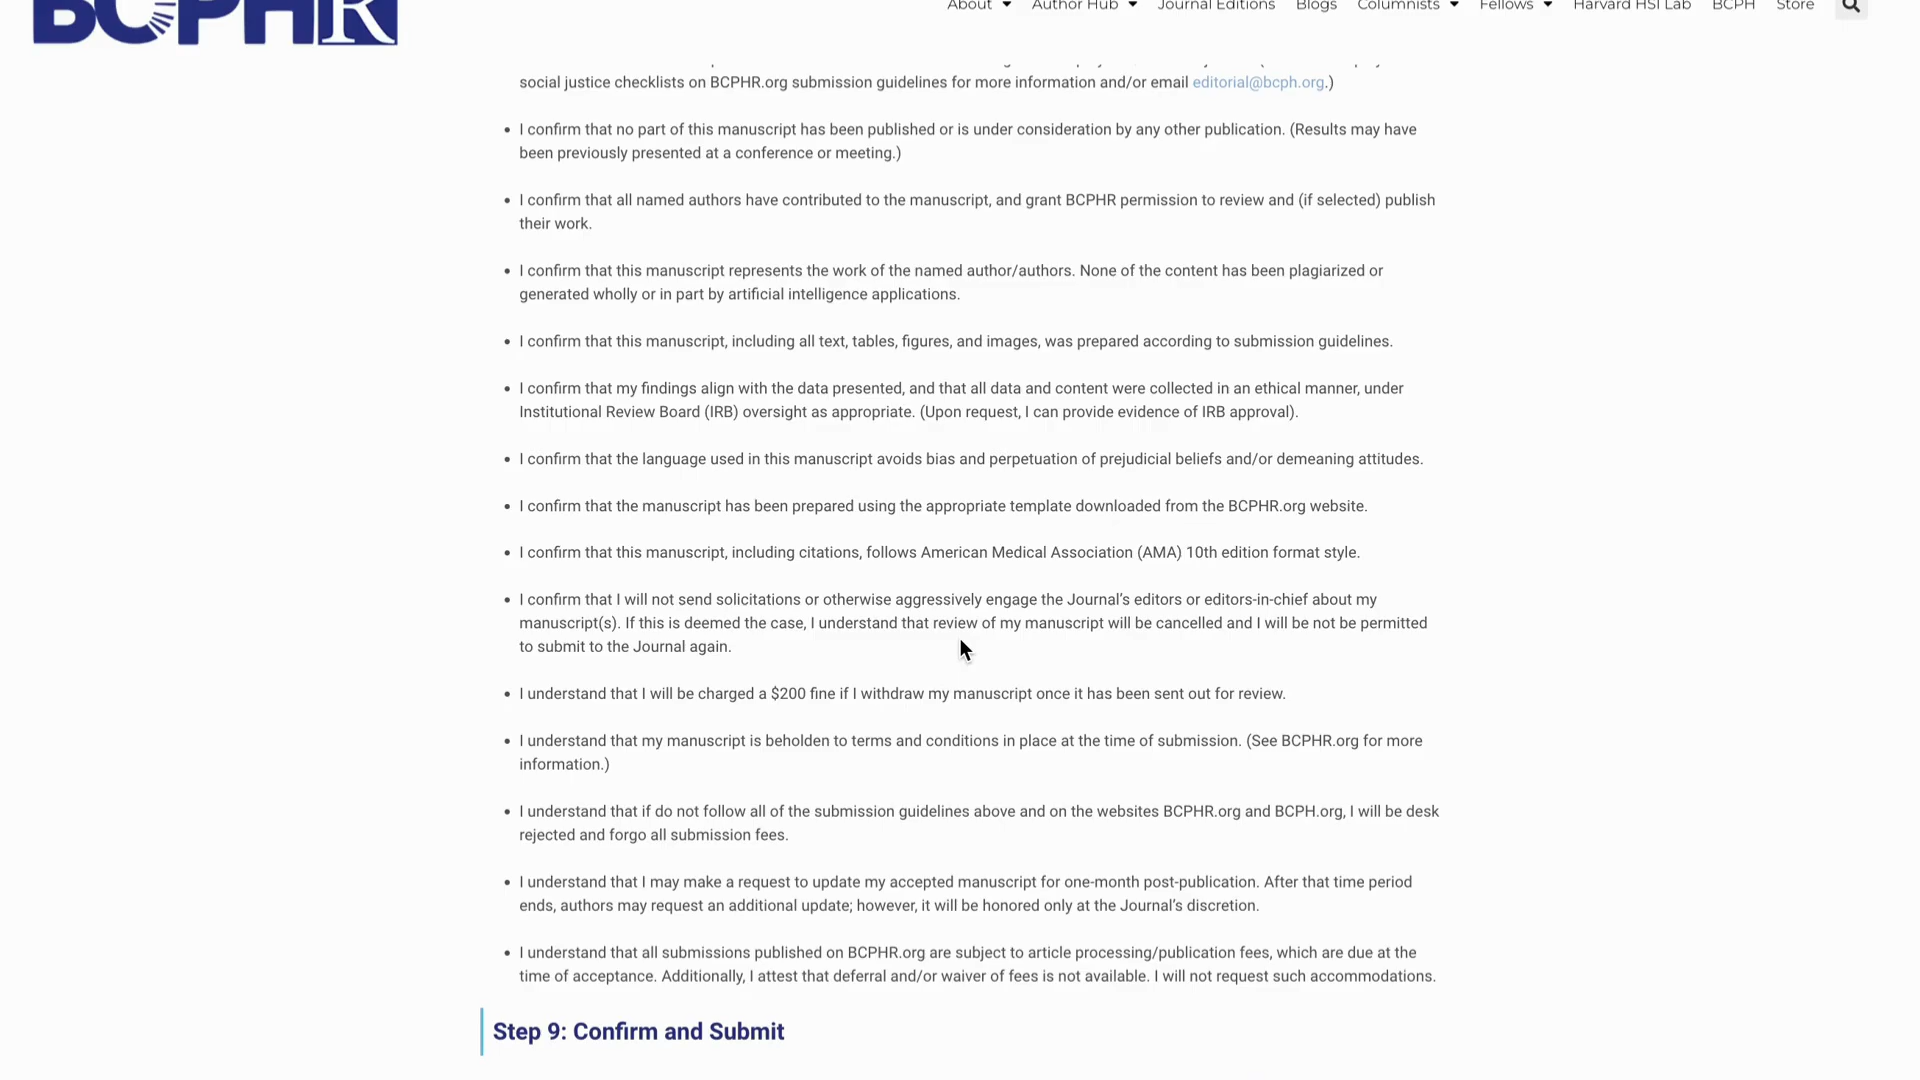 BCPHR
About
Author Hub
Journal Editions
Blogs
Columnists
Fellows
Harvard HSI Lab
BCPH
Store
social justice checklists on BCPHR.org submission guidelines for more information and/or email editorial@bcph.org.)
• I confirm that no part of this manuscript has been published or is under consideration by any other publication. (Results may have
been previously presented at a conference or meeting.)
• I confirm that all named authors have contributed to the manuscript, and grant BCPHR permission to review and (if selected) publish
their work.
• I confirm that this manuscript represents the work of the named author/authors. None of the content has been plagiarized or
generated wholly or in part by artificial intelligence applications.
• I confirm that this manuscript, including all text, tables, figures, and images, was prepared according to submission guidelines.
• I confirm that my findings align with the data presented, and that all data and content were collected in an ethical manner, under
Institutional Review Board (IRB) oversight as appropriate. (Upon request, I can provide evidence of IRB approval).
• I confirm that the language used in this manuscript avoids bias and perpetuation of prejudicial beliefs and/or demeaning attitudes.
• I confirm that the manuscript has been prepared using the appropriate template downloaded from the BCPHR.org website.
• I confirm that this manuscript, including citations, follows American Medical Association (AMA) 10th edition format style.
• I confirm that I will not send solicitations or otherwise aggressively engage the Journal’s editors or editors-in-chief about my
manuscript(s). If this is deemed the case, I understand that review of my manuscript will be cancelled and I will be not be permitted
to submit to the Journal again.
• I understand that I will be charged a $200 fine if I withdraw my manuscript once it has been sent out for review.
• I understand that my manuscript is beholden to terms and conditions in place at the time of submission. (See BCPHR.org for more
information.)
• I understand that if do not follow all of the submission guidelines above and on the websites BCPHR.org and BCPH.org, I will be desk
rejected and forgo all submission fees.
• I understand that I may make a request to update my accepted manuscript for one-month post-publication. After that time period
ends, authors may request an additional update; however, it will be honored only at the Journal’s discretion.
• I understand that all submissions published on BCPHR.org are subject to article processing/publication fees, which are due at the
time of acceptance. Additionally, I attest that deferral and/or waiver of fees is not available. I will not request such accommodations.
Step 9: Confirm and Submit